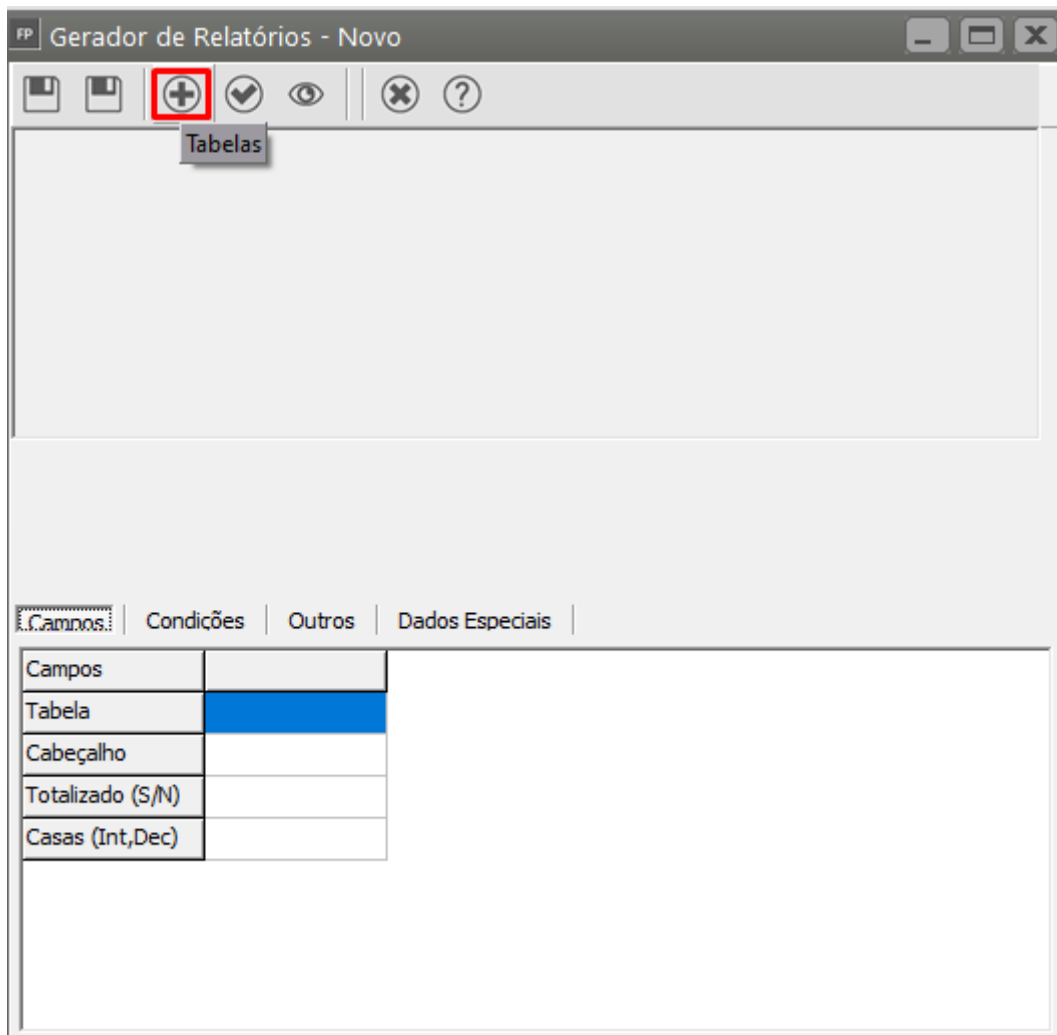 FP Gerador de Relatórios - Novo
Tabelas
Campos Condições Outros Dados Especiais
Campos
Tabela
Cabeçalho
Totalizado (S/N)
Casas (Int,Dec)